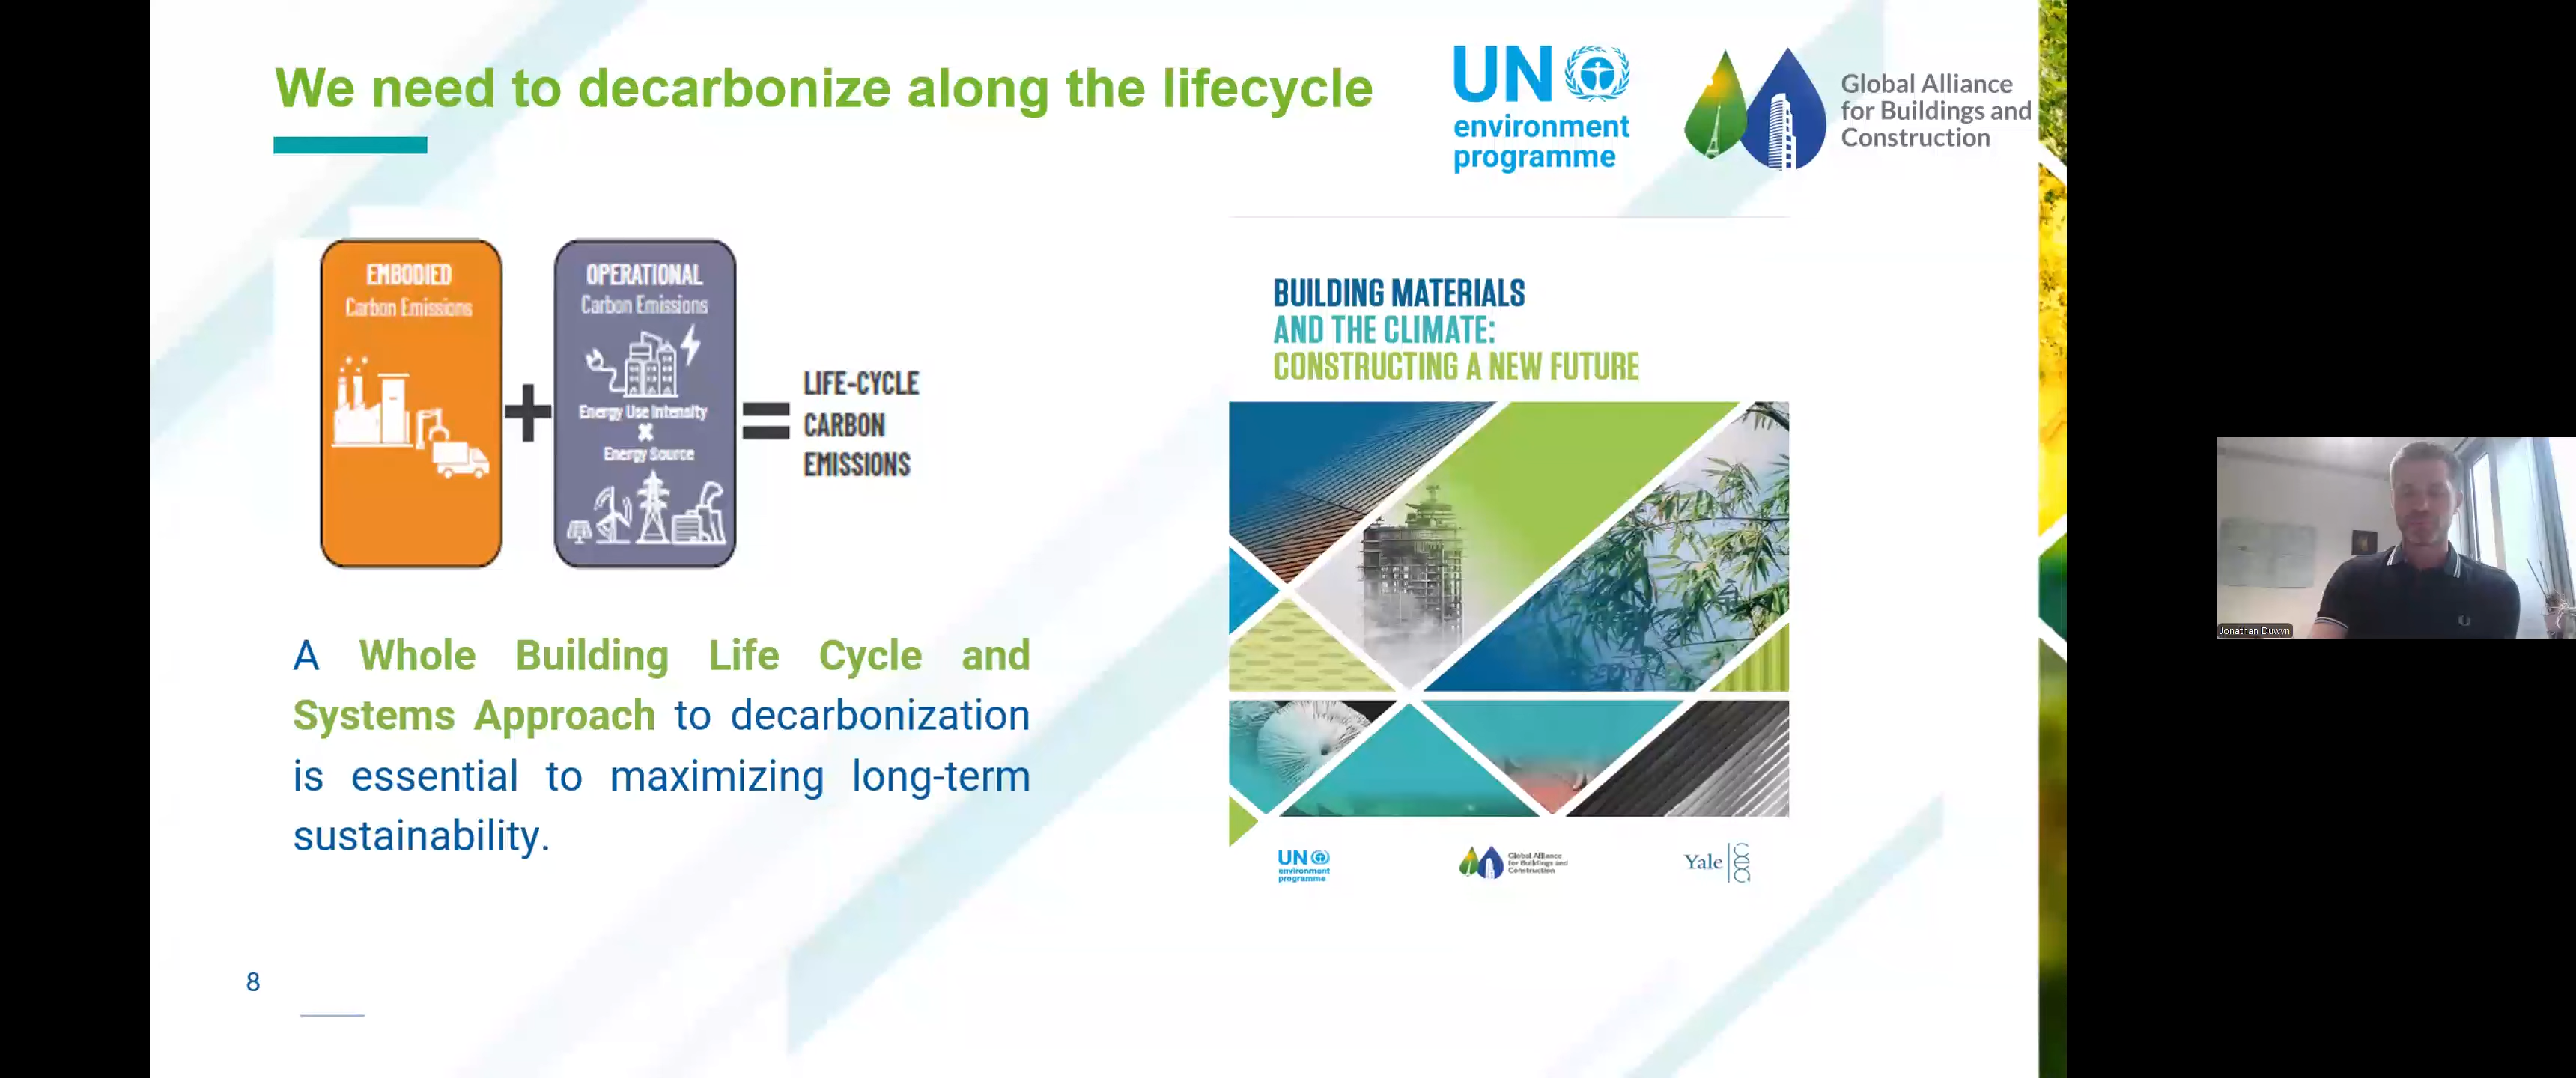 We need to decarbonize along the lifecycle
UN
environment
programme
Global Alliance
for Buildings and
Construction
EMBODIED
Carbon Emissions
+
OPERATIONAL
Carbon Emissions
Energy Use Intensity
×
Energy Source
=
LIFE-CYCLE
CARBON
EMISSIONS
A Whole Building Life Cycle and
Systems Approach to decarbonization
is essential to maximizing long-term
sustainability.
BUILDING MATERIALS
AND THE CLIMATE:
CONSTRUCTING A NEW FUTURE
UN
environment
programme
Global Alliance
for Buildings and
Construction
Yale
8
Jonathan Duwyn